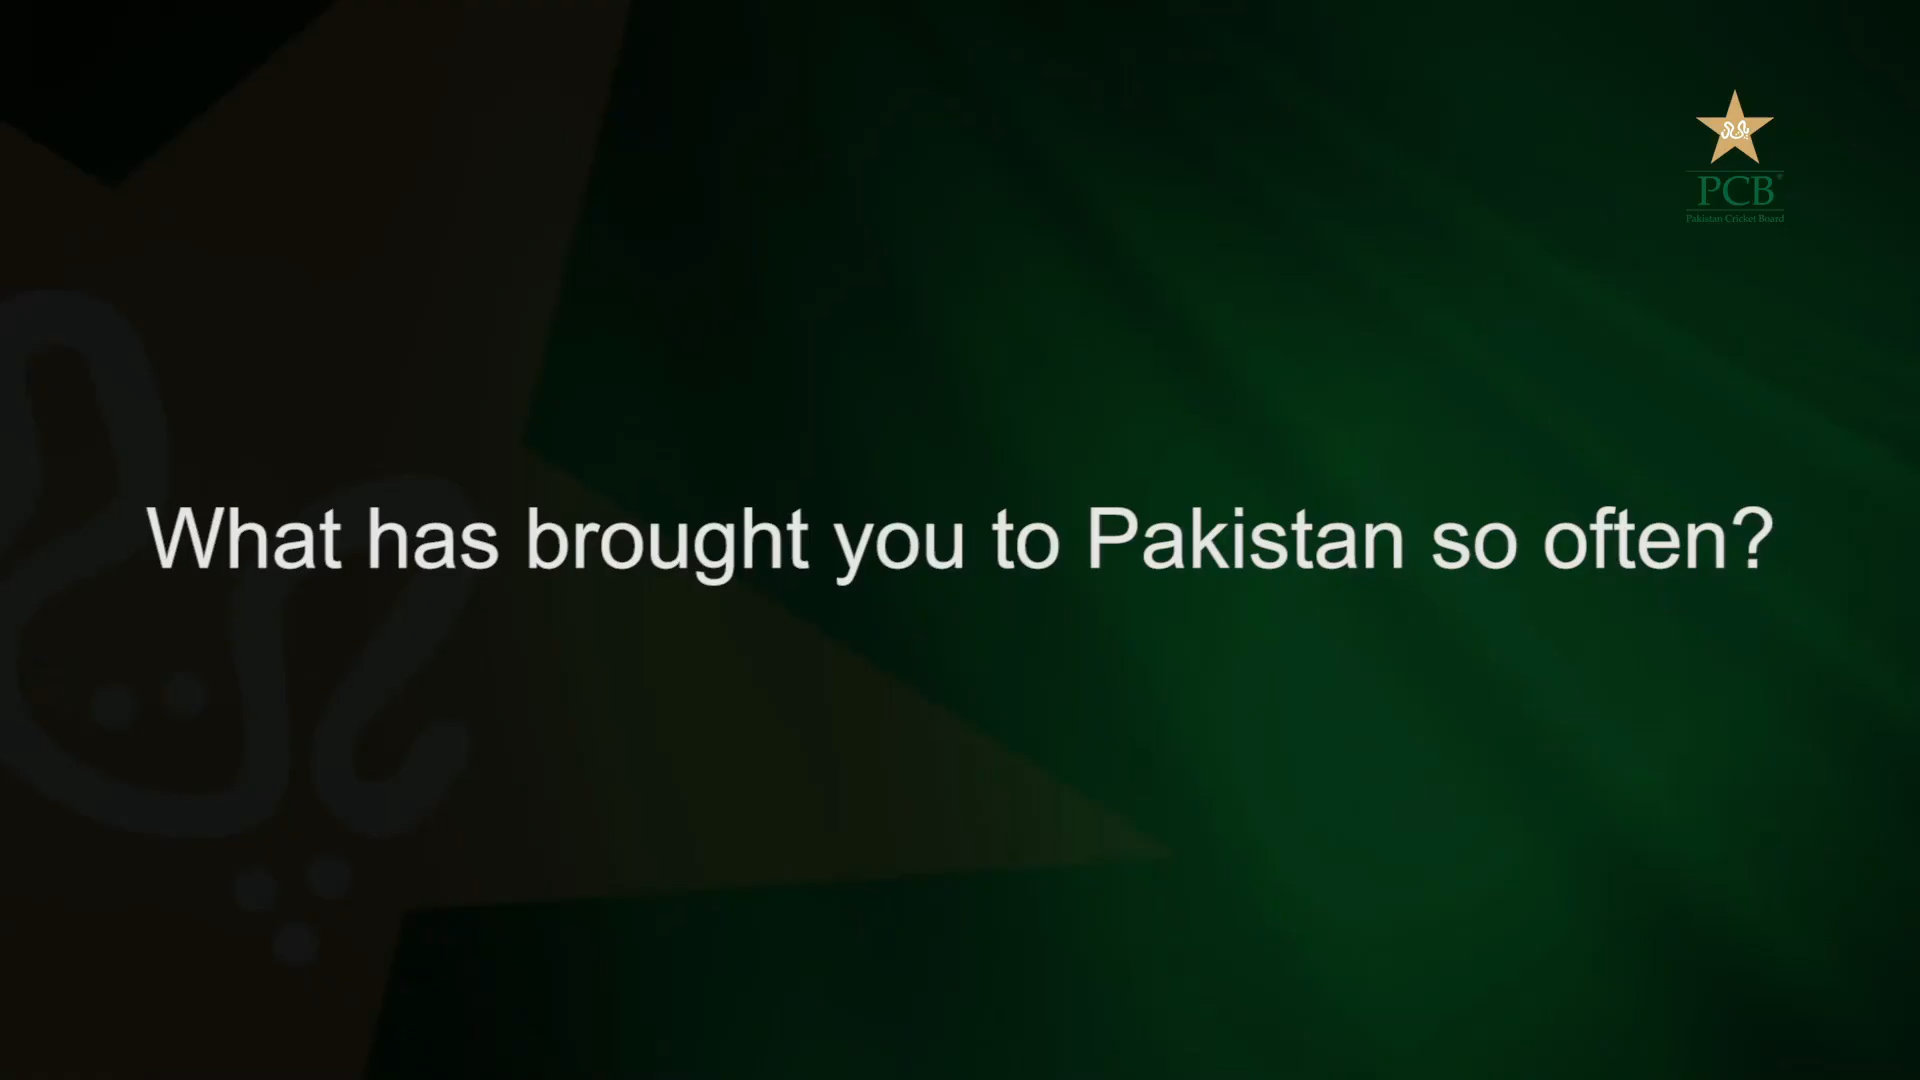 PCB
Pakistan Cricket Board
What has brought you to Pakistan so often?